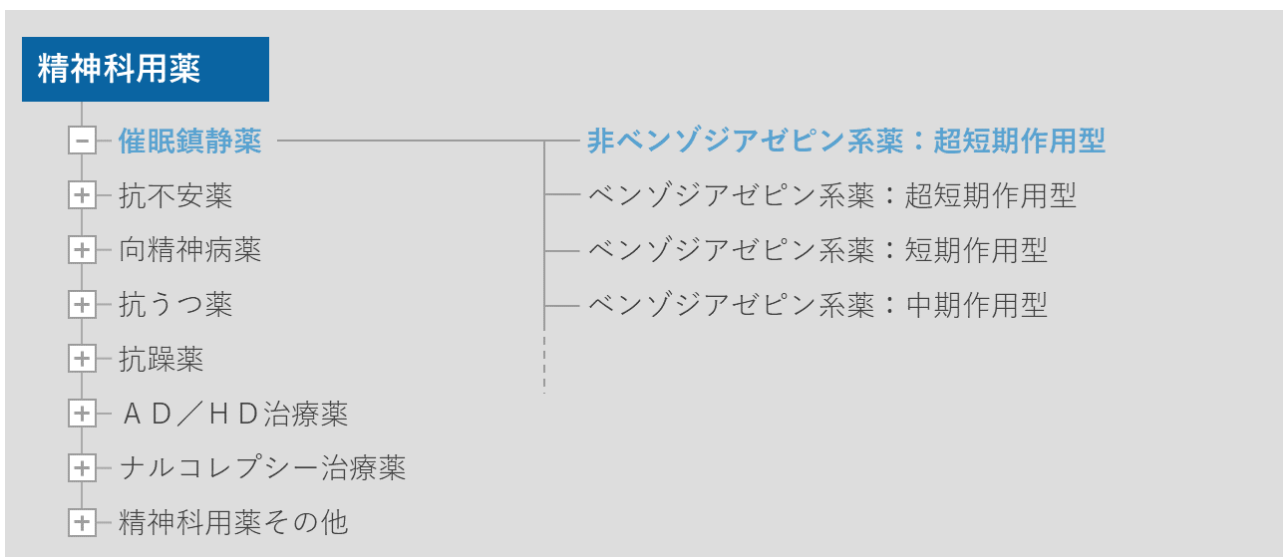 精神科用薬
催眠鎮静薬
非ベンゾジアゼピン系薬：超短期作用型
抗不安薬
ベンゾジアゼピン系薬：超短期作用型
向精神病薬
ベンゾジアゼピン系薬：短期作用型
抗うつ薬
ベンゾジアゼピン系薬：中期作用型
抗躁薬
ＡＤ／ＨＤ治療薬
ナルコレプシー治療薬
精神科用薬その他